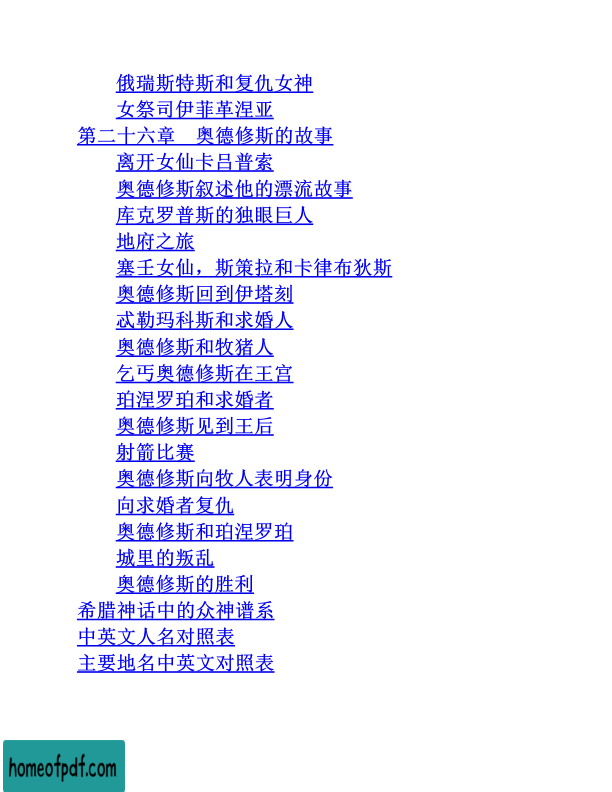 俄瑞斯特斯和复仇女神
女祭司伊菲革涅亚
第二十六章　奥德修斯的故事
离开女仙卡吕普索
奥德修斯叙述他的漂流故事
库克罗普斯的独眼巨人
地府之旅
塞壬女仙，斯策拉和卡律布狄斯
奥德修斯回到伊塔刻
忒勒玛科斯和求婚人
奥德修斯和牧猪人
乞丐奥德修斯在王宫
珀涅罗珀和求婚者
奥德修斯见到王后
射箭比赛
奥德修斯向牧人表明身份
向求婚者复仇
奥德修斯和珀涅罗珀
城里的叛乱
奥德修斯的胜利
希腊神话中的众神谱系
中英文人名对照表
主要地名中英文对照表
homeofpdf.com